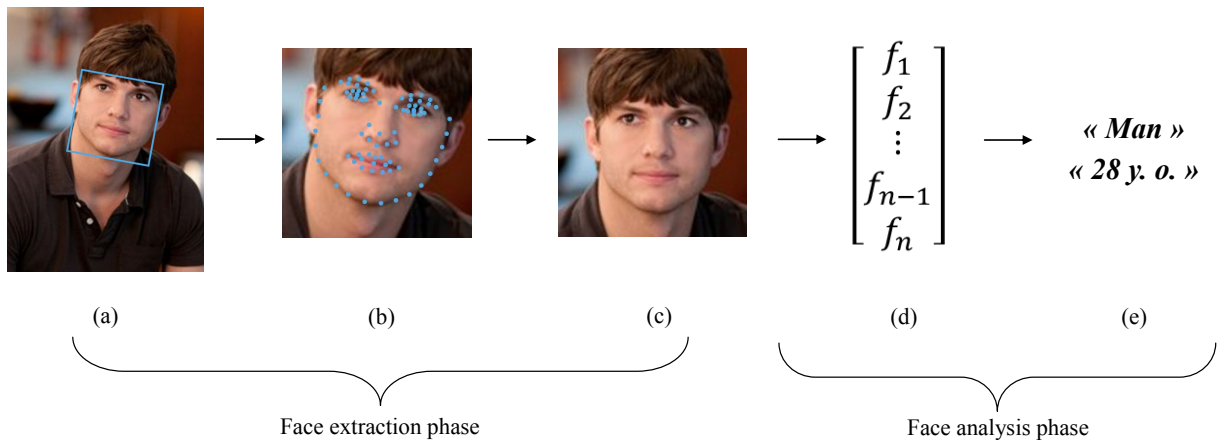 f₁
f₂
⋮
fₙ₋₁
fₙ
« Man »
« 28 y. o. »
(a) (b) (c) (d) (e)
Face extraction phase Face analysis phase